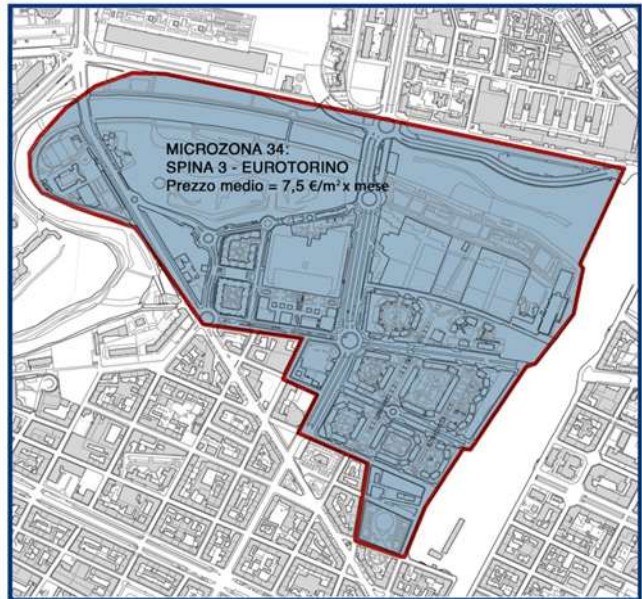 MICROZONA 34:
SPINA 3 - EUROTORINO
Prezzo medio = 7,5 €/m² x mese